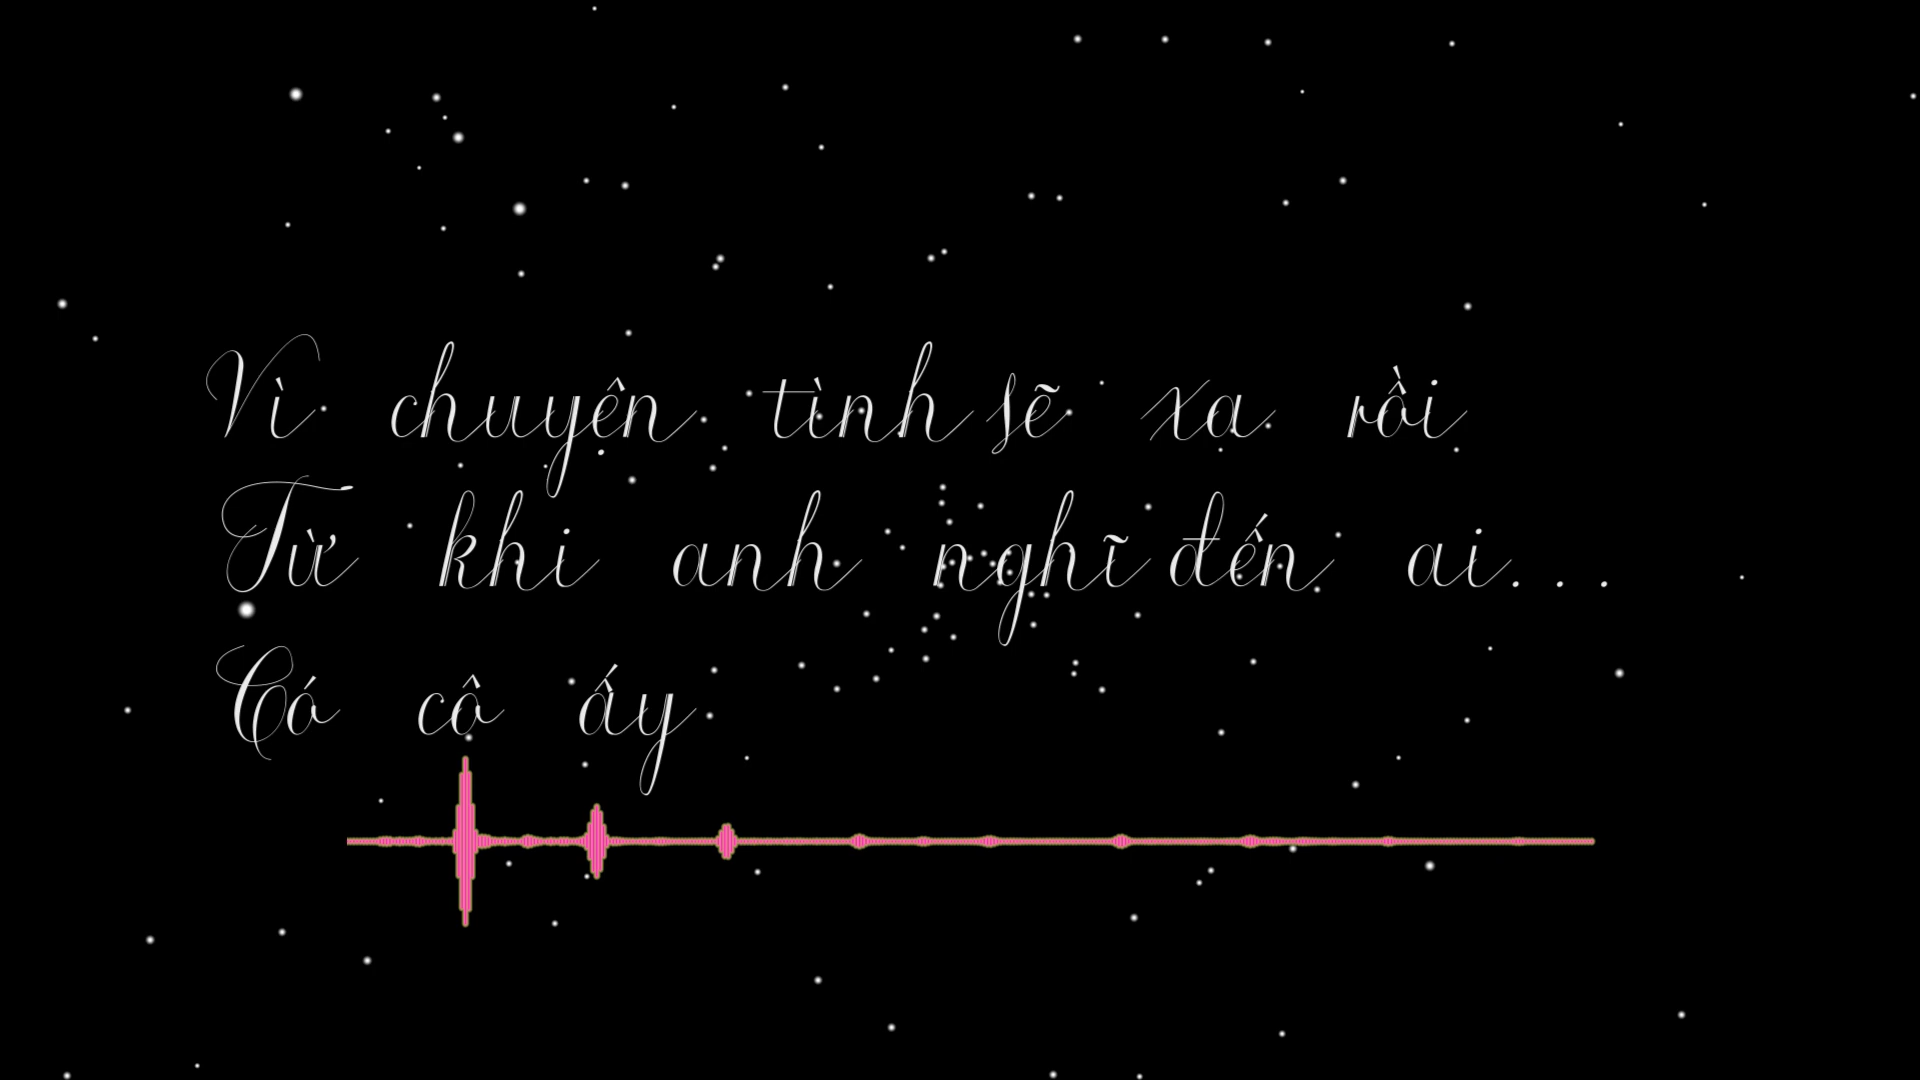 Vì chuyện tình sẽ xa rồi
Từ khi anh nghĩ đến ai...
Có cô ấy